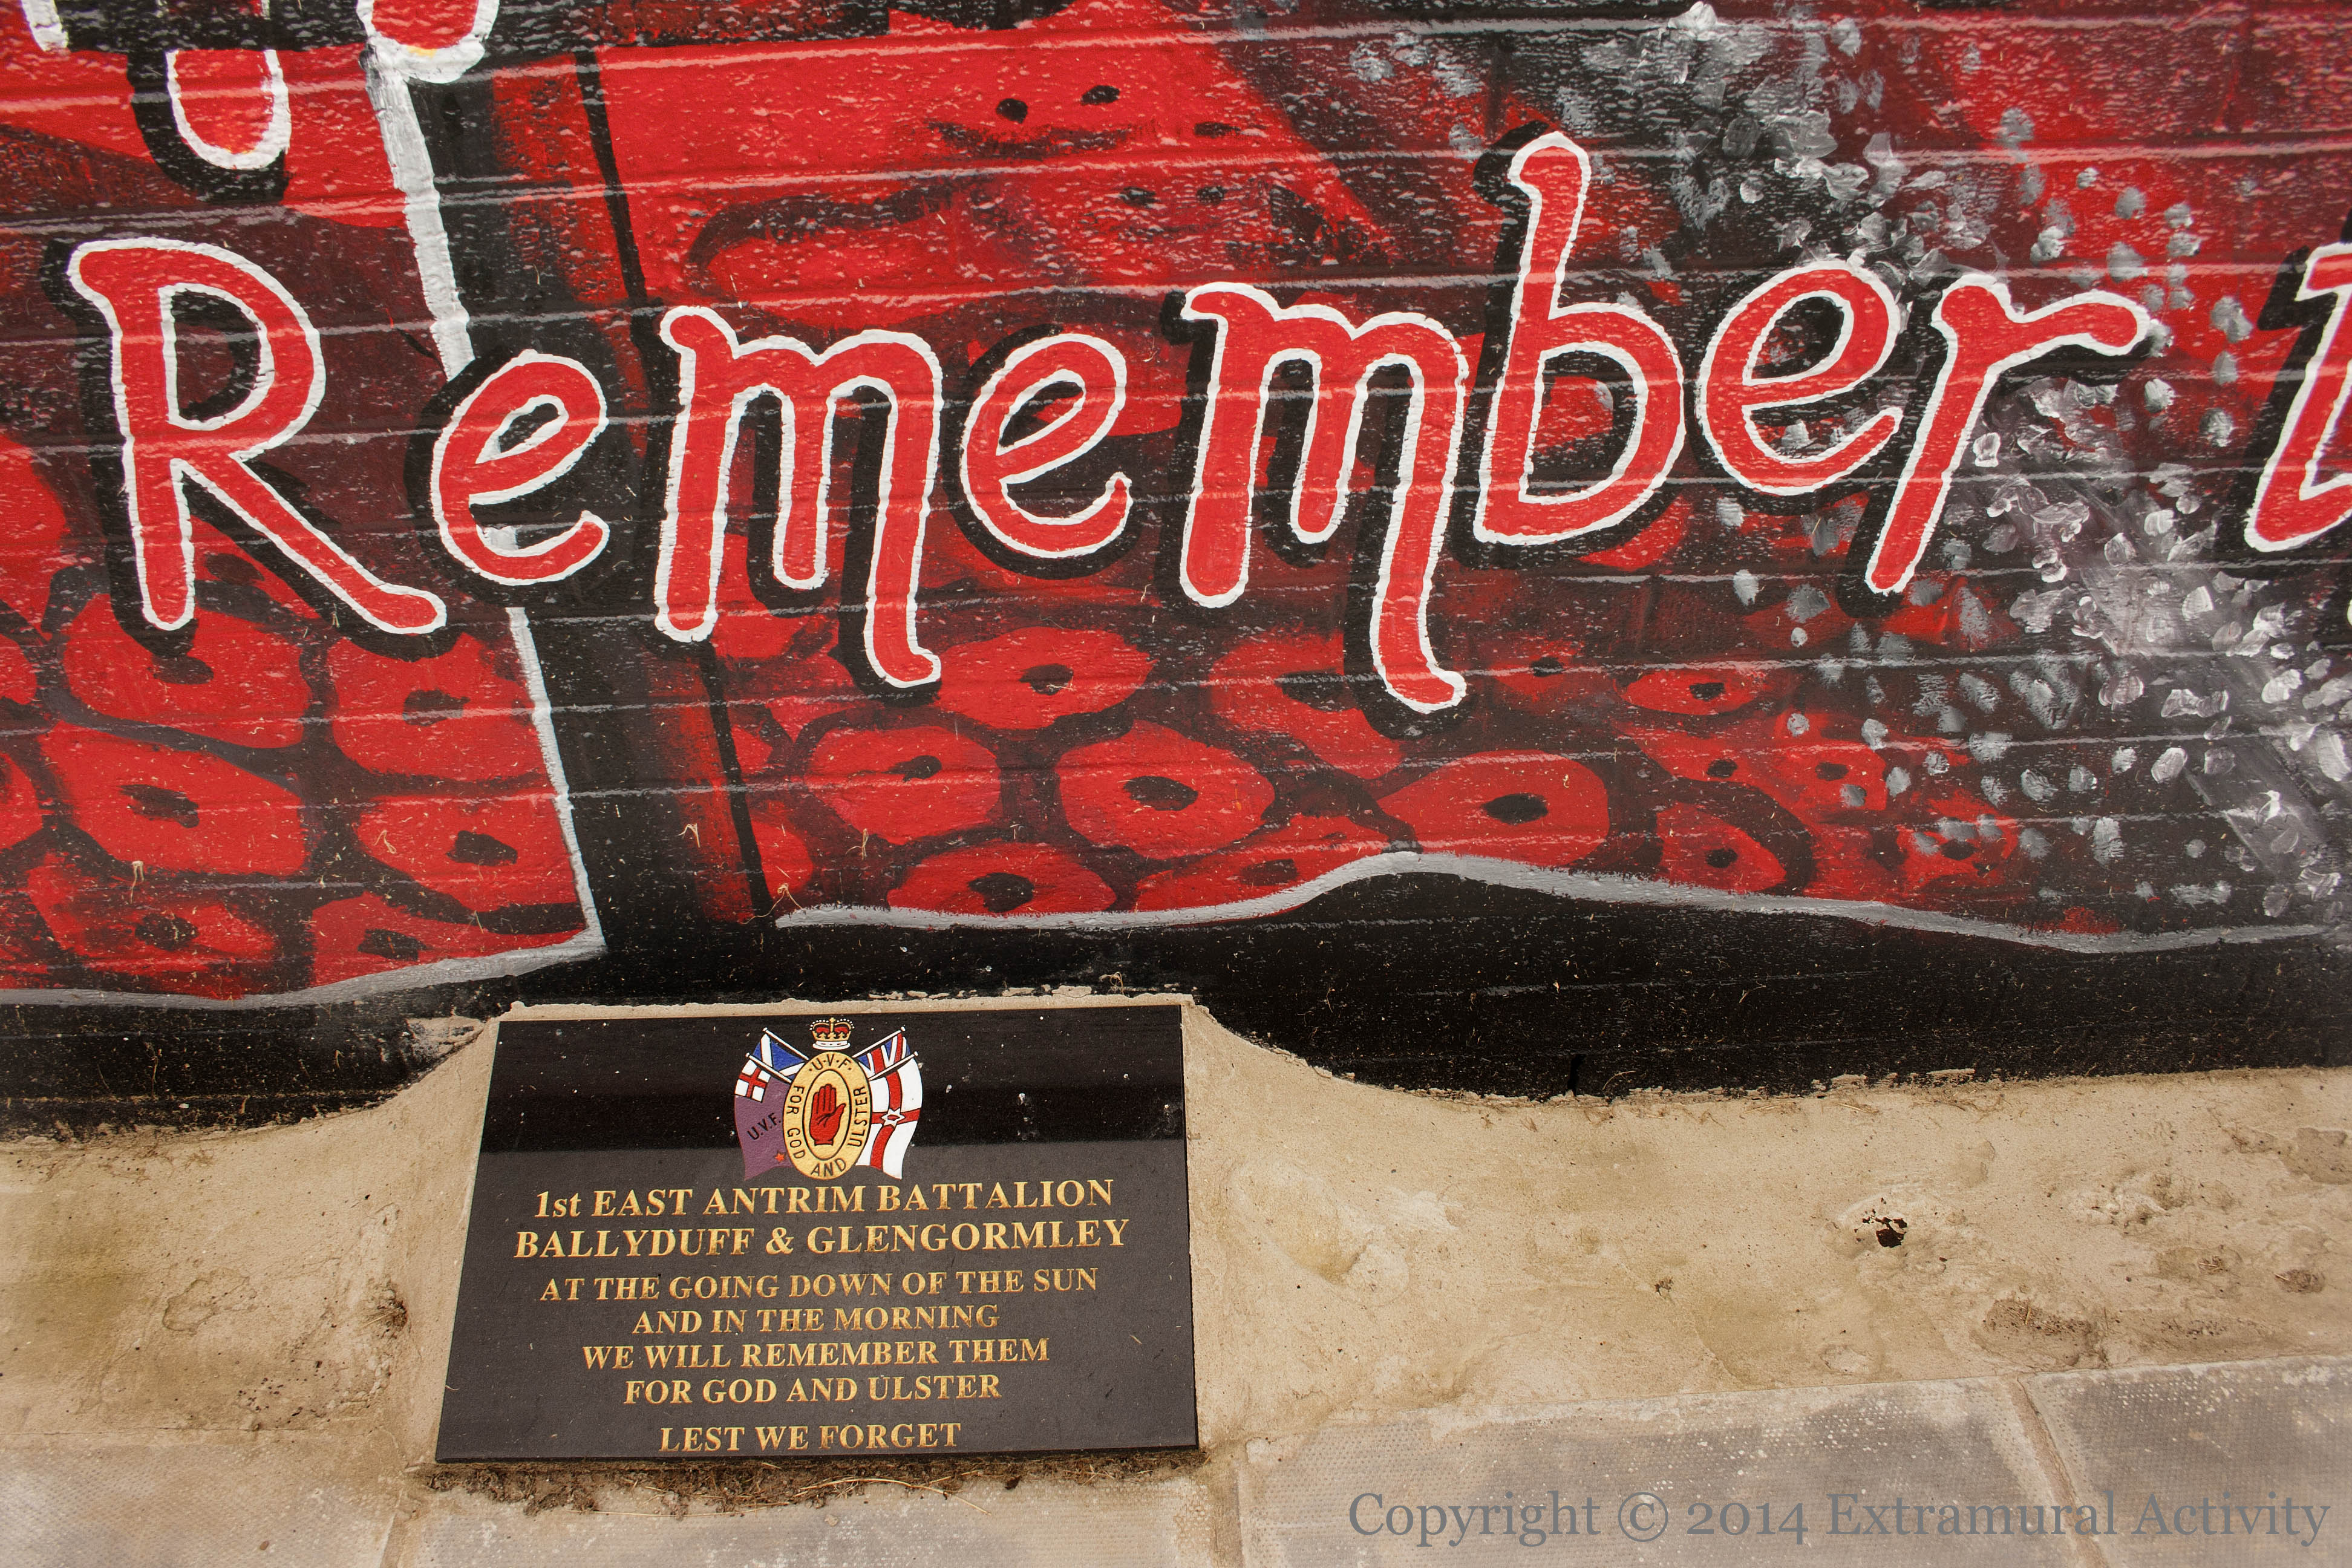 Remember
U.V.F.
FOR GOD AND ULSTER
U.V.F.
1st EAST ANTRIM BATTALION
BALLYDUFF & GLENGORMLEY
AT THE GOING DOWN OF THE SUN
AND IN THE MORNING
WE WILL REMEMBER THEM
FOR GOD AND ULSTER
LEST WE FORGET
Copyright © 2014 Extramural Activity